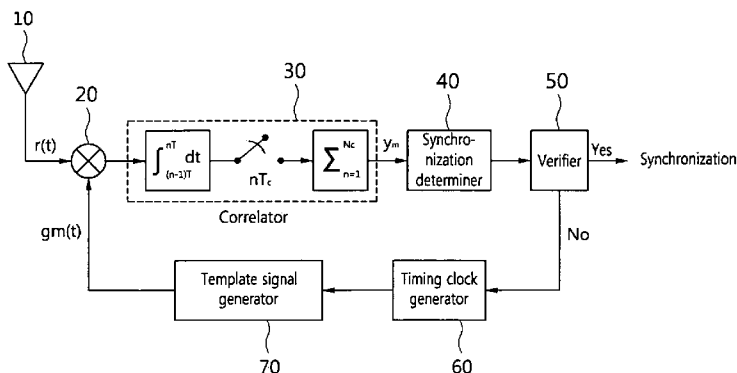 10
20
30
40
50
r(t)
∫ nT (n-1)T dt
nTc
Nc
∑
n=1
ym
Synchro-
nization
determiner
Verifier
Yes
Synchronization
Correlator
gm(t)
No
Template signal
generator
Timing clock
generator
70
60